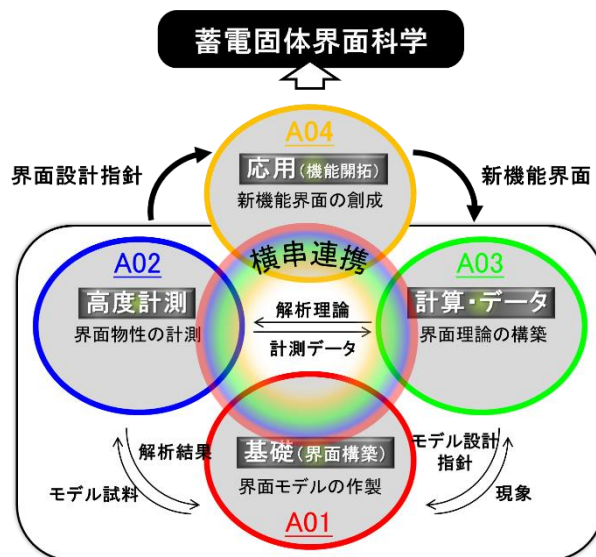 蓄電固体界面科学
A04
応用(機能開拓)
新機能界面の創成
界面設計指針
新機能界面
横串連携
A02
高度計測
界面物性の計測
A03
計算・データ
界面理論の構築
解析理論
計測データ
解析結果
モデル試料
基礎(界面構築)
界面モデルの作製
A01
モデル設計
指針
現象